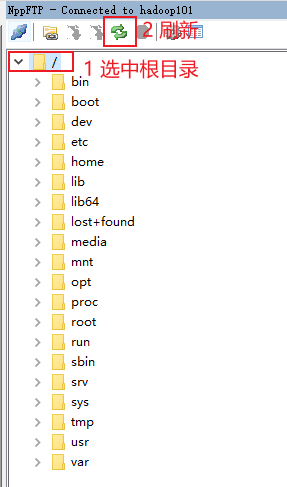 NppFTP - Connected to hadoop101
2 刷新
/
1 选中根目录
bin
boot
dev
etc
home
lib
lib64
lost+found
media
mnt
opt
proc
root
run
sbin
srv
sys
tmp
usr
var